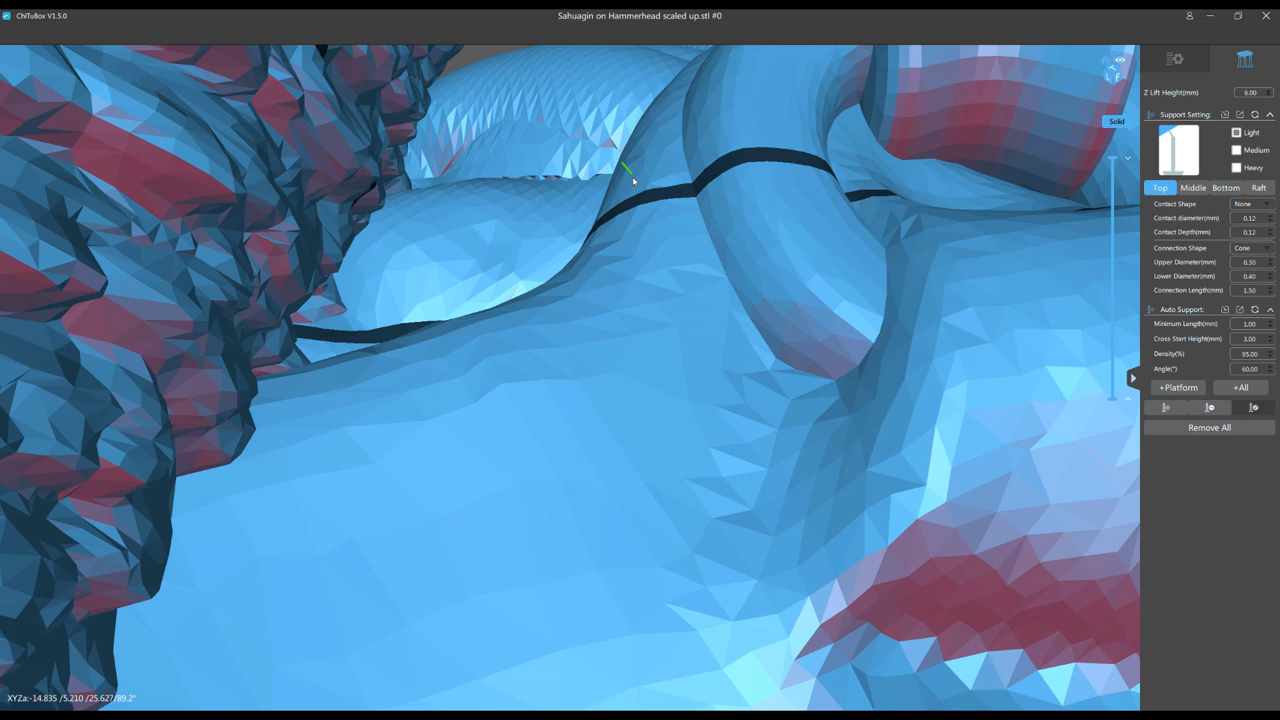 ChiTuBox V1.5.0
Sahuagin on Hammerhead scaled up.stl #0
Z Lift Height(mm) 6.00
Solid
Support Setting:
Light
Medium
Heavy
Top Middle Bottom Raft
Contact Shape None
Contact diameter(mm) 0.12
Contact Depth(mm) 0.12
Connection Shape Cone
Upper Diameter(mm) 0.30
Lower Diameter(mm) 0.40
Connection Length(mm) 1.50
Auto Support:
Minimum Length(mm) 1.00
Cross Start Height(mm) 3.00
Density(%) 95.00
Angle(°) 60.00
+Platform +All
Remove All
XYZa:-14.835 /5.210 /25.627/89.2°